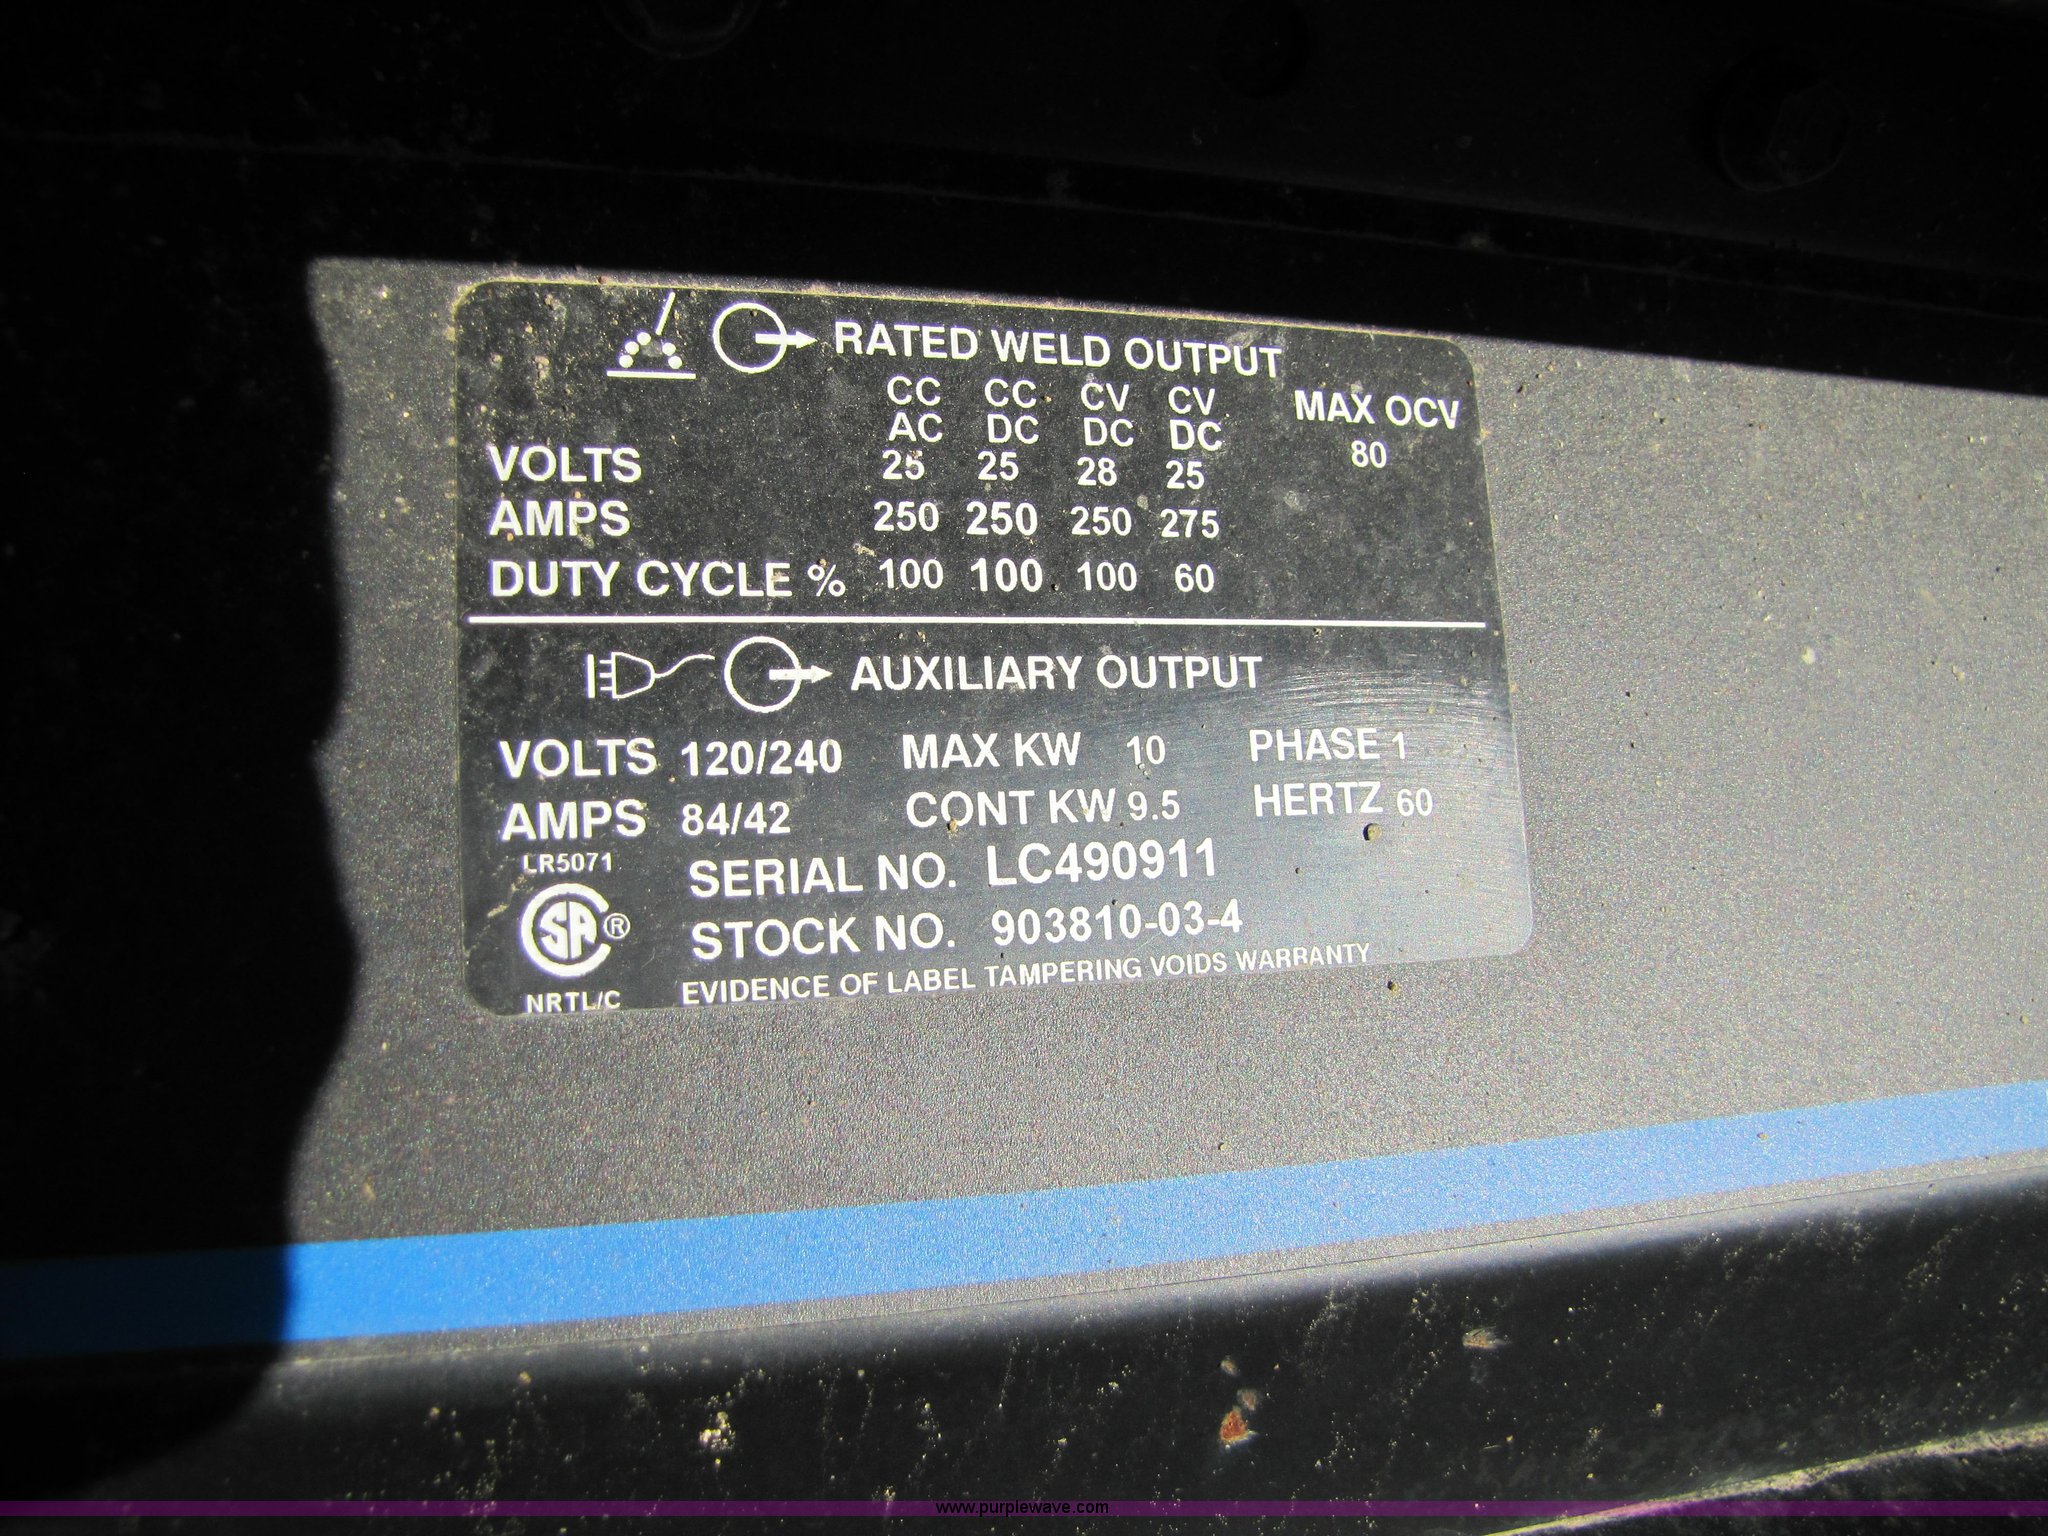 RATED WELD OUTPUT
CC CC CV CV MAX OCV
AC DC DC DC 80
VOLTS 25 25 28 25
AMPS 250 250 250 275
DUTY CYCLE % 100 100 100 60
AUXILIARY OUTPUT
VOLTS 120/240 MAX KW 10 PHASE 1
AMPS 84/42 CONT KW 9.5 HERTZ 60
LR5071
SERIAL NO. LC490911
SA ®
STOCK NO. 903810-03-4
NRTL/C
EVIDENCE OF LABEL TAMPERING VOIDS WARRANTY
www.purplewave.com